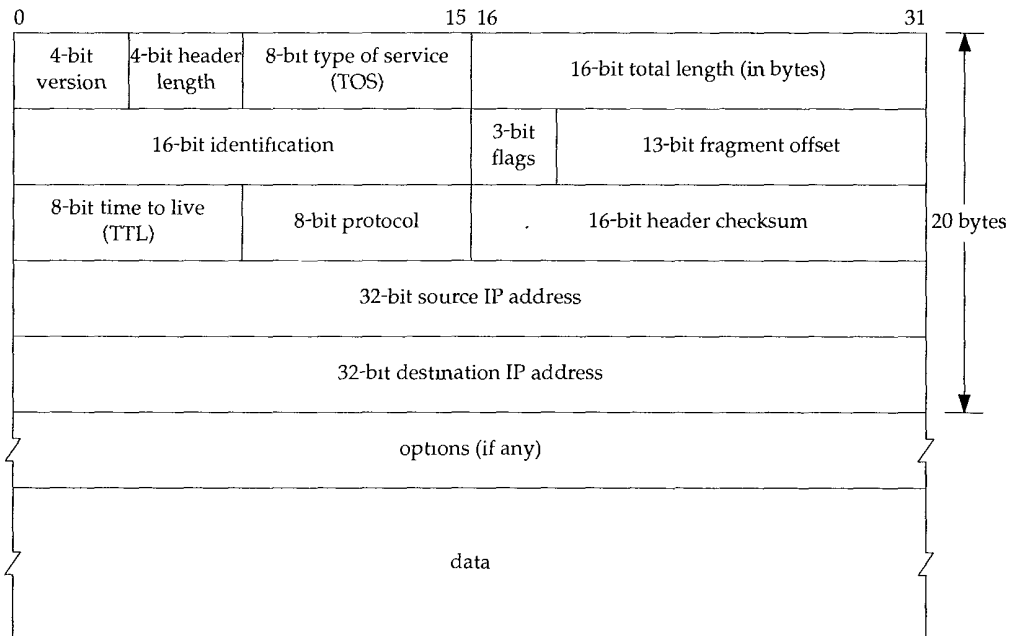 0 15 16 31
4-bit version
4-bit header length
8-bit type of service (TOS)
16-bit total length (in bytes)
16-bit identification
3-bit flags
13-bit fragment offset
8-bit time to live (TTL)
8-bit protocol
16-bit header checksum
20 bytes
32-bit source IP address
32-bit destination IP address
options (if any)
data